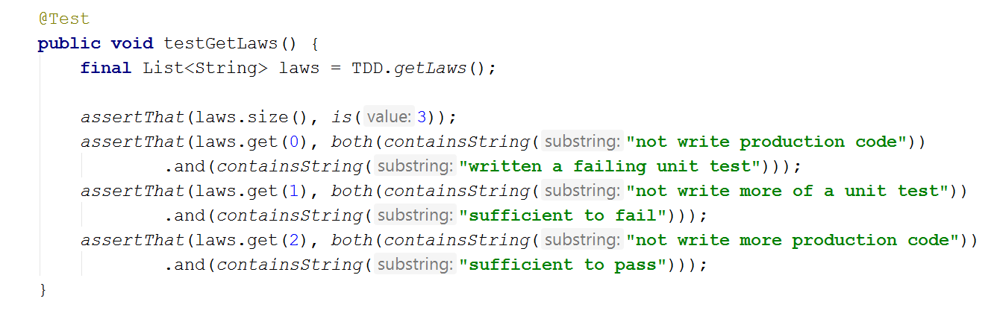 @Test
public void testGetLaws() {
final List<String> laws = TDD.getLaws();
assertThat(laws.size(), is( value: 3));
assertThat(laws.get(0), both(containsString( substring: "not write production code"))
.and(containsString( substring: "written a failing unit test")));
assertThat(laws.get(1), both(containsString( substring: "not write more of a unit test"))
.and(containsString( substring: "sufficient to fail")));
assertThat(laws.get(2), both(containsString( substring: "not write more production code"))
.and(containsString( substring: "sufficient to pass")));
}